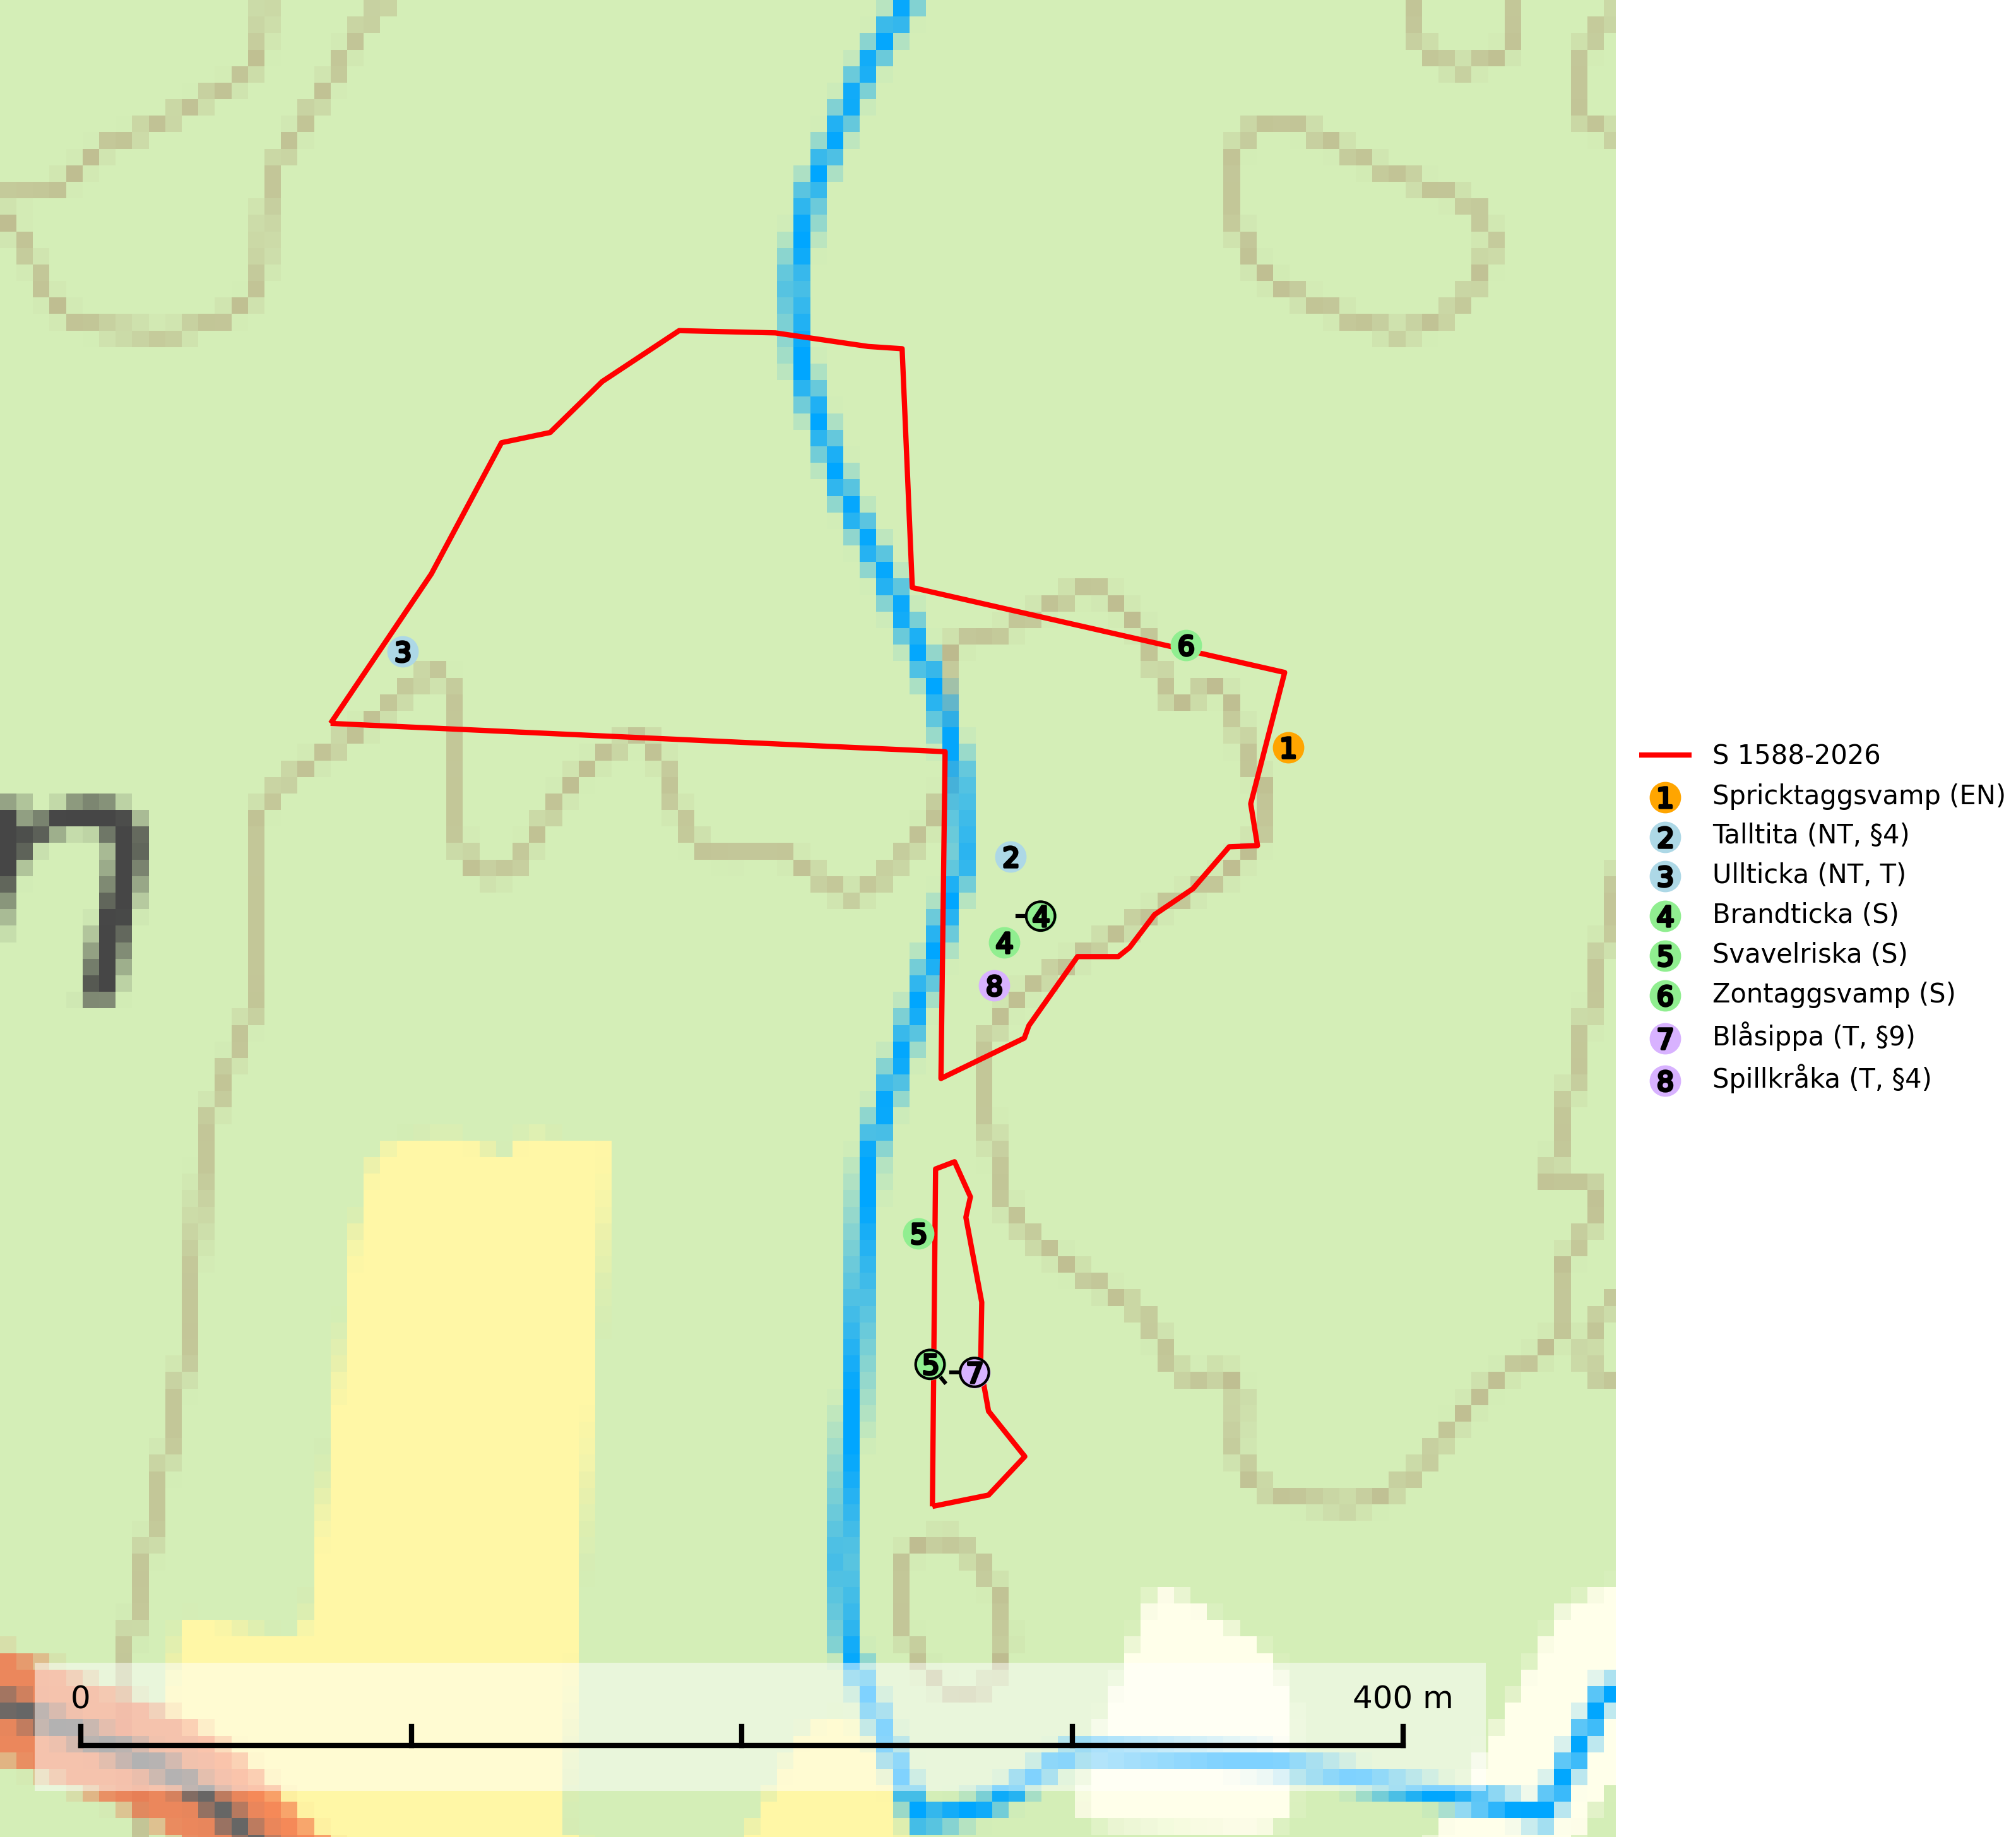 3
6
1
2
4
4
8
5
5
7
S 1588-2026
1 Spricktaggsvamp (EN)
2 Talltita (NT, §4)
3 Ullticka (NT, T)
4 Brandticka (S)
5 Svavelriska (S)
6 Zontaggsvamp (S)
7 Blåsippa (T, §9)
8 Spillkråka (T, §4)
0 400 m